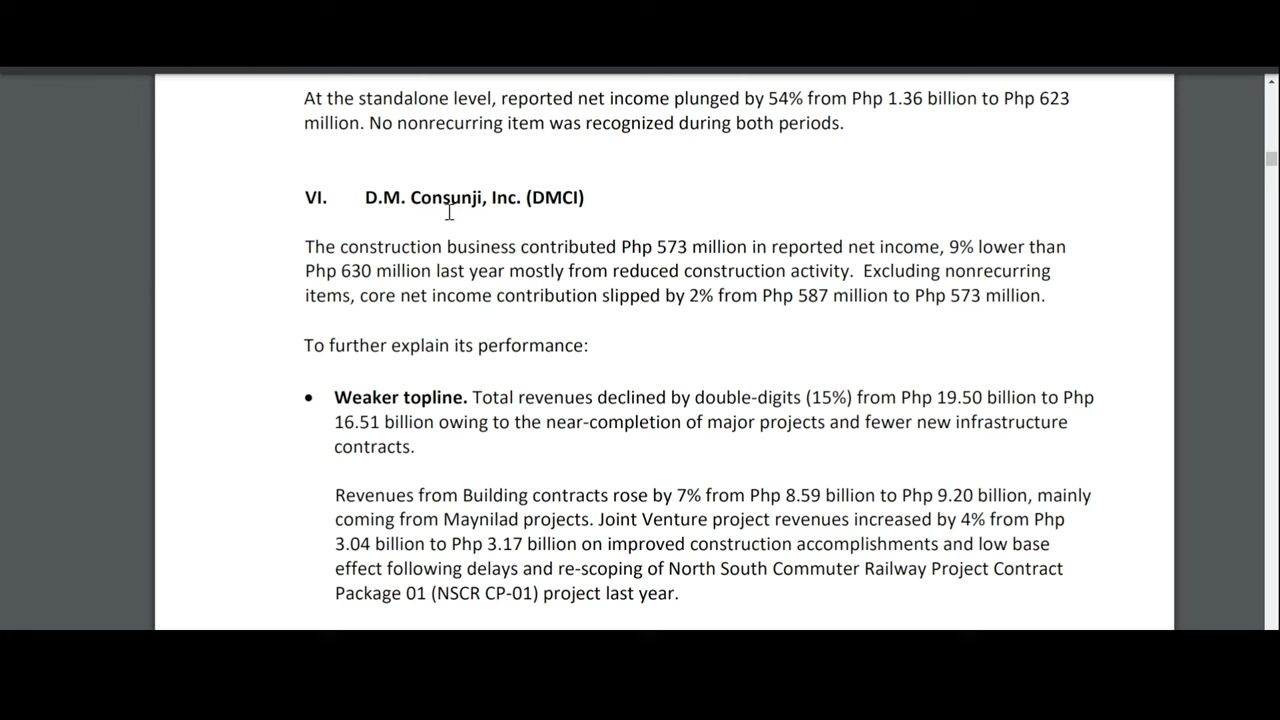 At the standalone level, reported net income plunged by 54% from Php 1.36 billion to Php 623
million. No nonrecurring item was recognized during both periods.
VI. D.M. Consunji, Inc. (DMCI)
The construction business contributed Php 573 million in reported net income, 9% lower than
Php 630 million last year mostly from reduced construction activity. Excluding nonrecurring
items, core net income contribution slipped by 2% from Php 587 million to Php 573 million.
To further explain its performance:
• Weaker topline. Total revenues declined by double-digits (15%) from Php 19.50 billion to Php
16.51 billion owing to the near-completion of major projects and fewer new infrastructure
contracts.
Revenues from Building contracts rose by 7% from Php 8.59 billion to Php 9.20 billion, mainly
coming from Maynilad projects. Joint Venture project revenues increased by 4% from Php
3.04 billion to Php 3.17 billion on improved construction accomplishments and low base
effect following delays and re-scoping of North South Commuter Railway Project Contract
Package 01 (NSCR CP-01) project last year.